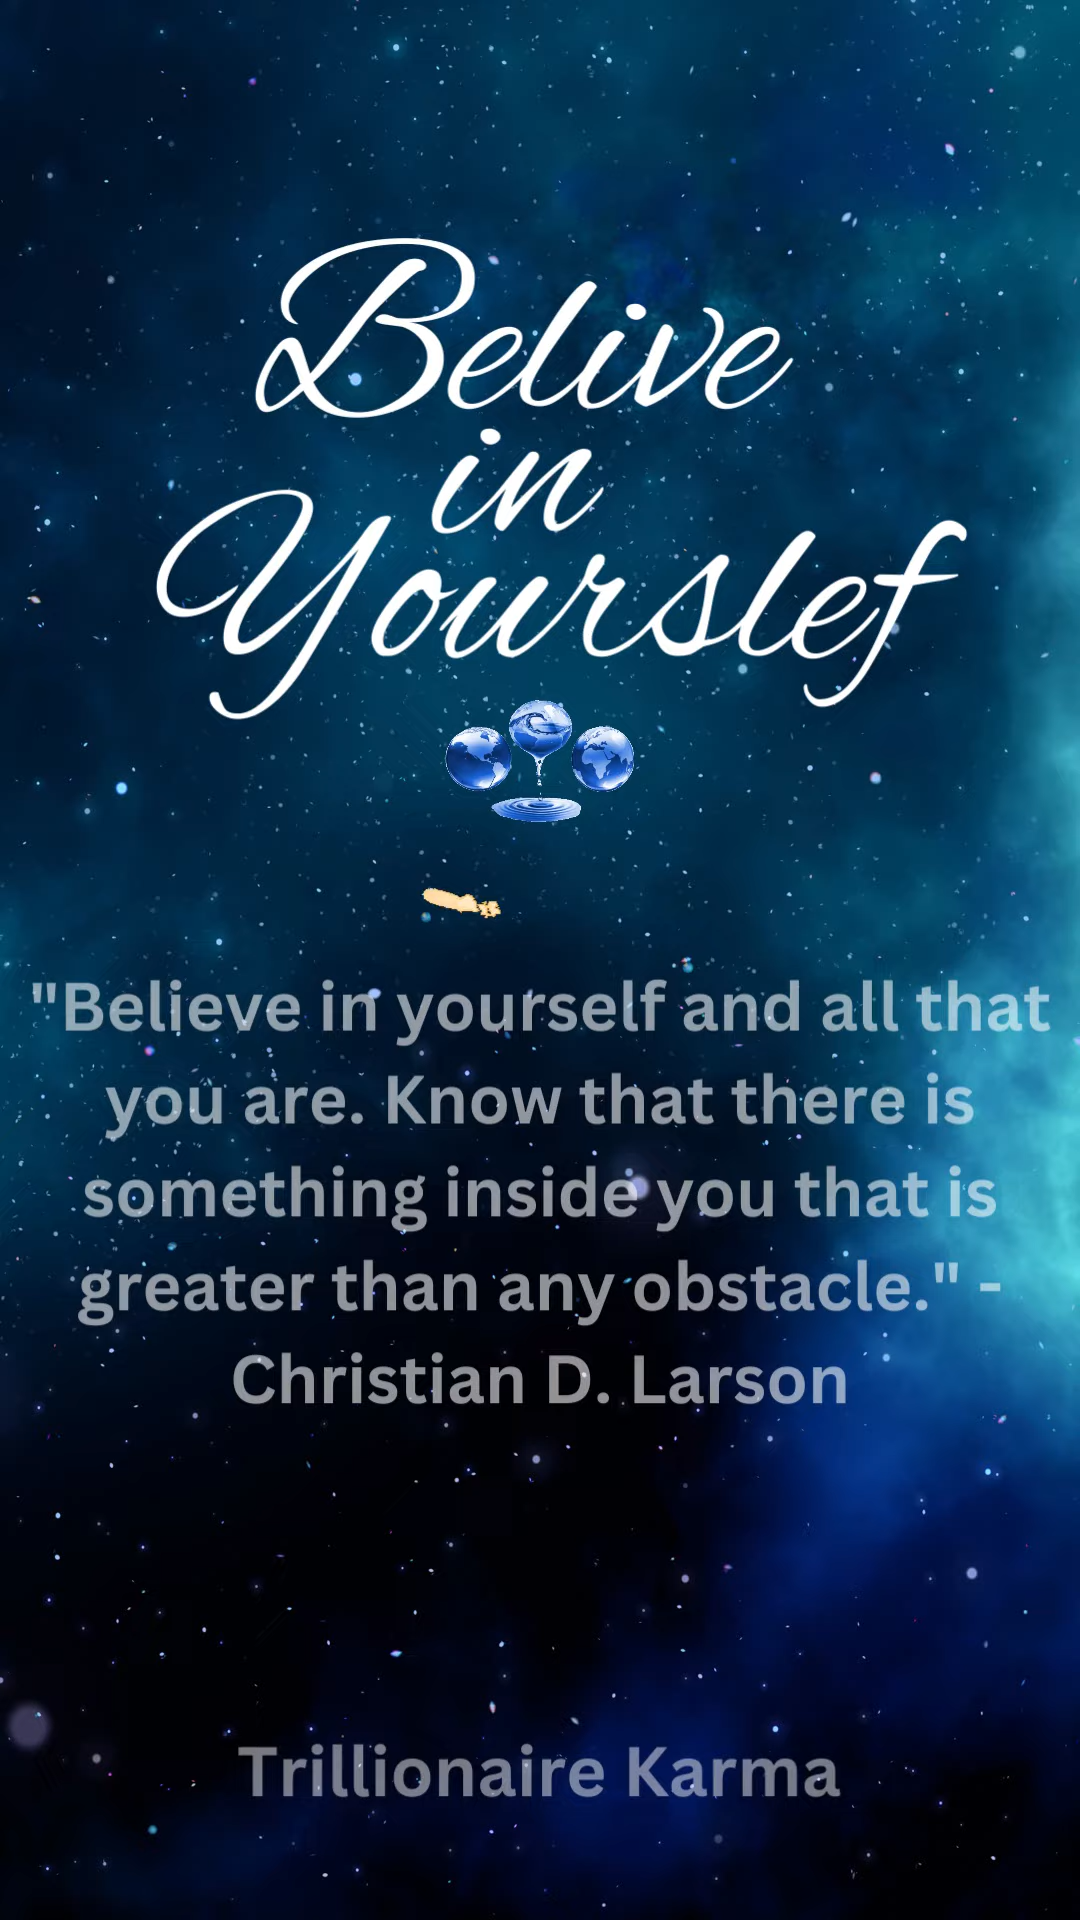 Belive
in
Yourslef
"Believe in yourself and all that
you are. Know that there is
something inside you that is
greater than any obstacle." -
Christian D. Larson
Trillionaire Karma